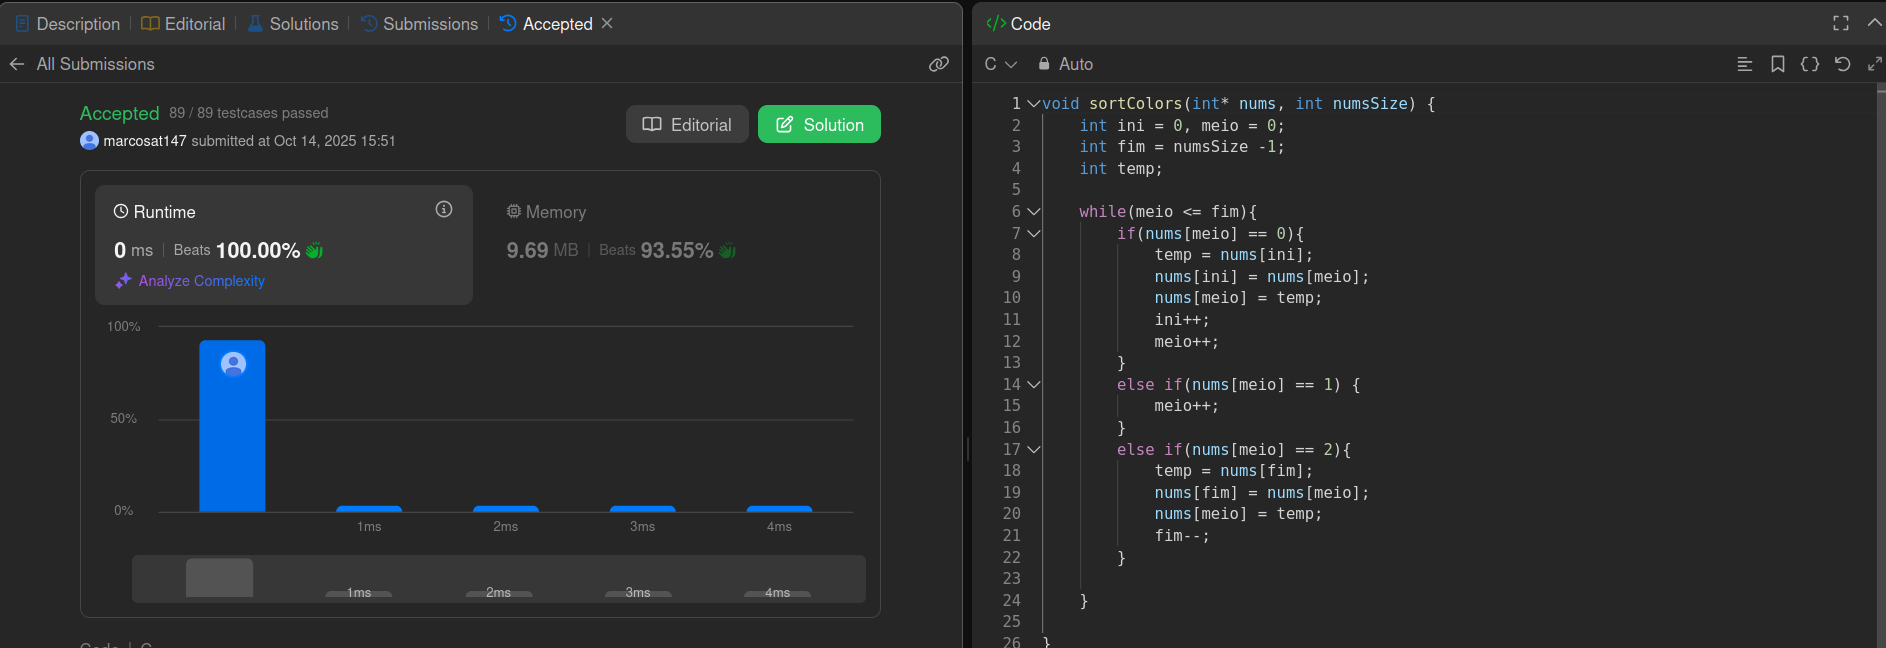 Description | Editorial | Solutions | Submissions | Accepted
All Submissions
Accepted 89 / 89 testcases passed
marcosat147 submitted at Oct 14, 2025 15:51
Editorial
Solution
Runtime
0 ms | Beats 100.00%
Analyze Complexity
Memory
9.69 MB | Beats 93.55%
100%
50%
0%
1ms 2ms 3ms 4ms
1ms 2ms 3ms 4ms
Code | C
</> Code
C Auto
1 void sortColors(int* nums, int numsSize) {
2     int ini = 0, meio = 0;
3     int fim = numsSize -1;
4     int temp;
5
6     while(meio <= fim){
7         if(nums[meio] == 0){
8             temp = nums[ini];
9             nums[ini] = nums[meio];
10             nums[meio] = temp;
11             ini++;
12             meio++;
13         }
14         else if(nums[meio] == 1) {
15             meio++;
16         }
17         else if(nums[meio] == 2){
18             temp = nums[fim];
19             nums[fim] = nums[meio];
20             nums[meio] = temp;
21             fim--;
22         }
23
24     }
25
26 }